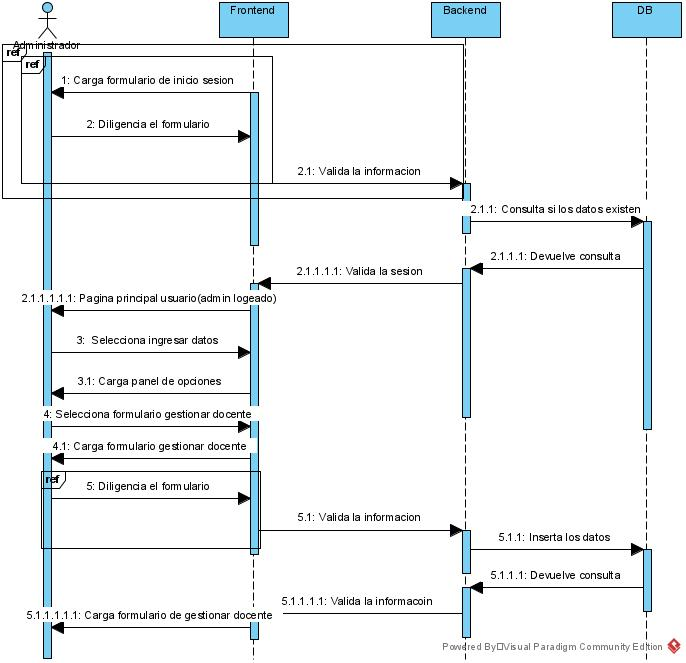 Frontend
Backend
DB
Administrador
ref
ref
1: Carga formulario de inicio sesion
2: Diligencia el formulario
2.1: Valida la informacion
2.1.1: Consulta si los datos existen
2.1.1.1: Devuelve consulta
2.1.1.1.1: Valida la sesion
2.1.1.1.1.1: Pagina principal usuario(admin logeado)
3: Selecciona ingresar datos
3.1: Carga panel de opciones
4: Selecciona formulario gestionar docente
4.1: Carga formulario gestionar docente
ref
5: Diligencia el formulario
5.1: Valida la informacion
5.1.1: Inserta los datos
5.1.1.1: Devuelve consulta
5.1.1.1.1: Valida la informacoin
5.1.1.1.1.1: Carga formulario de gestionar docente
Powered By Visual Paradigm Community Edition